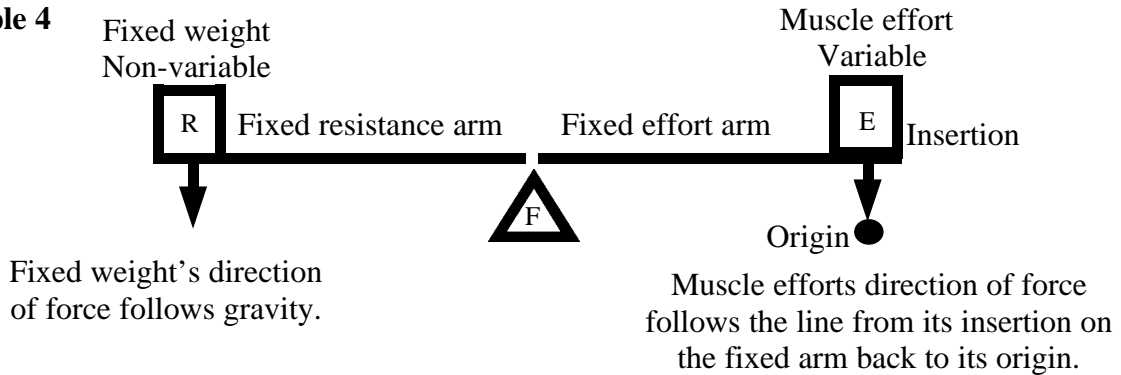 ple 4
Fixed weight
Non-variable
Muscle effort
Variable
R
Fixed resistance arm
Fixed effort arm
E
Insertion
F
Origin
Fixed weight's direction
of force follows gravity.
Muscle efforts direction of force
follows the line from its insertion on
the fixed arm back to its origin.